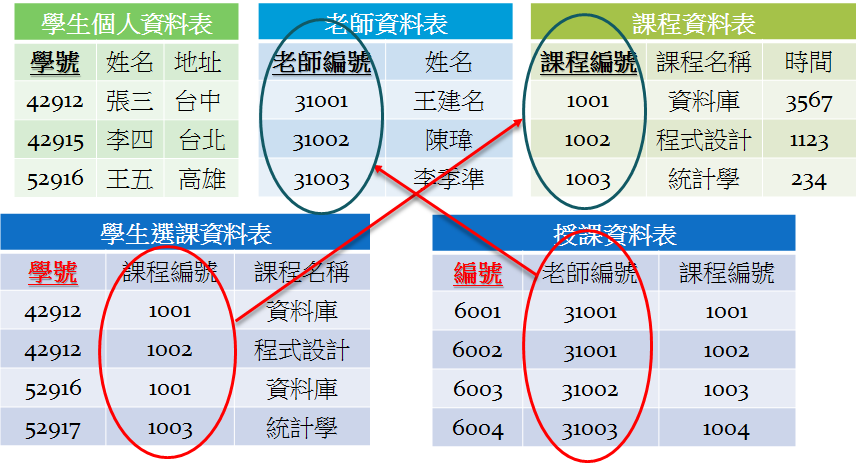 學生個人資料表
學號 姓名 地址
42912 張三 台中
42915 李四 台北
52916 王五 高雄
老師資料表
老師編號 姓名
31001 王建名
31002 陳瑋
31003 李季準
課程資料表
課程編號 課程名稱 時間
1001 資料庫 3567
1002 程式設計 1123
1003 統計學 234
學生選課資料表
學號 課程編號 課程名稱
42912 1001 資料庫
42912 1002 程式設計
52916 1001 資料庫
52917 1003 統計學
授課資料表
編號 老師編號 課程編號
6001 31001 1001
6002 31001 1002
6003 31002 1003
6004 31003 1004